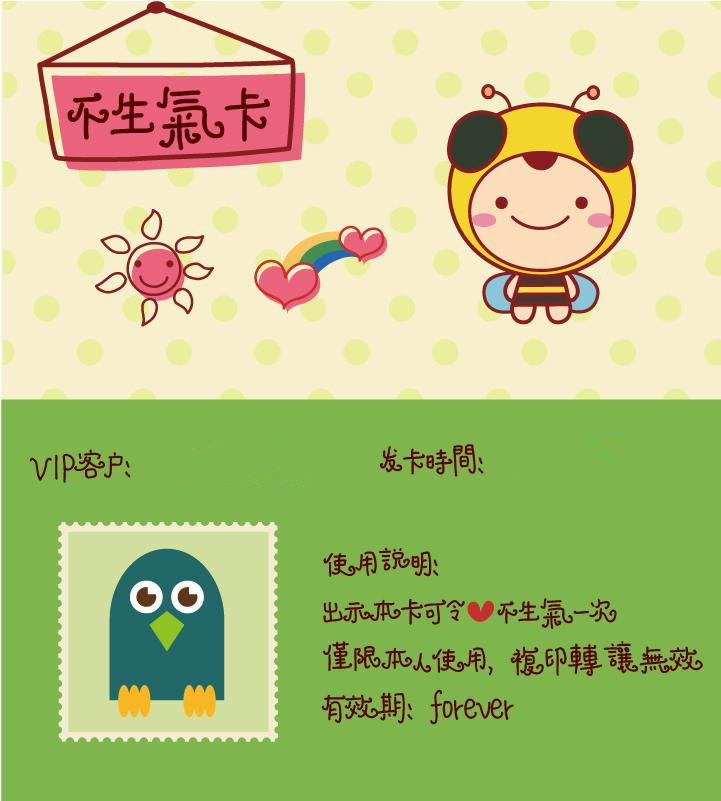 不生氣卡
VIP客户:
发卡時間:
使用説明:
出示本卡可令❤不生氣一次
僅限本人使用, 複印轉讓無效
有效期: forever